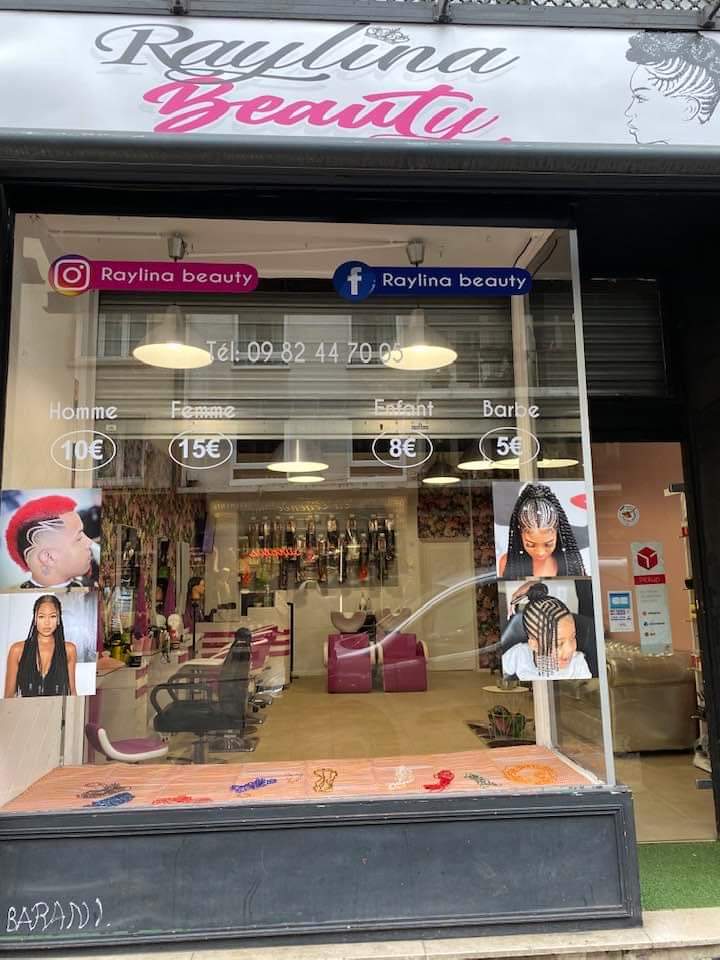 Raylina
Beauty
Raylina beauty
f Raylina beauty
Tél: 09 82 44 70 05
Homme Femme Enfant Barbe
10€ 15€ 8€ 5€
PICKUP
BARANI.